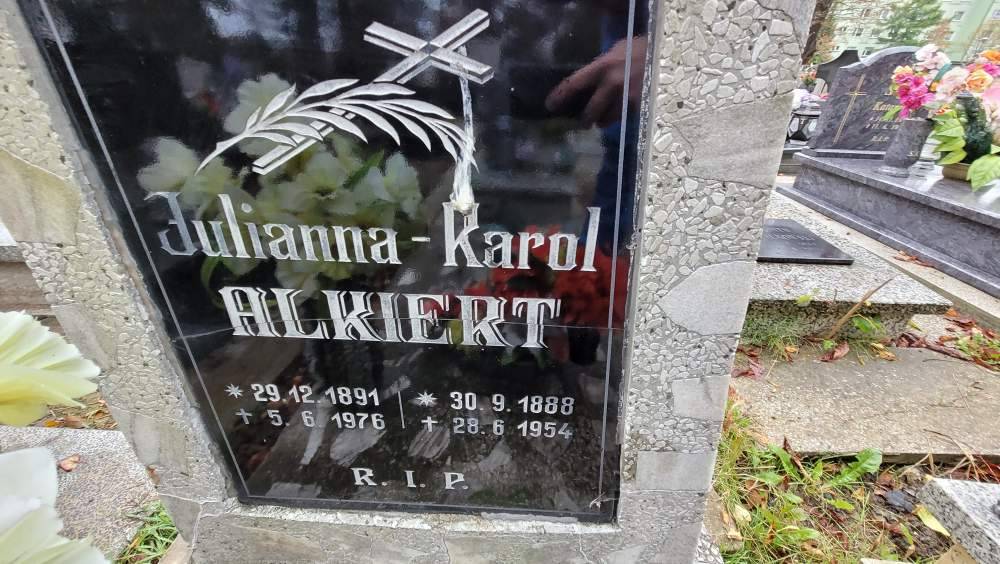 Julianna - Karol
ALKIERT
* 29.12.1891 * 30.9.1888
+ 5.6 1976 + 28.6 1954
R. I. P.